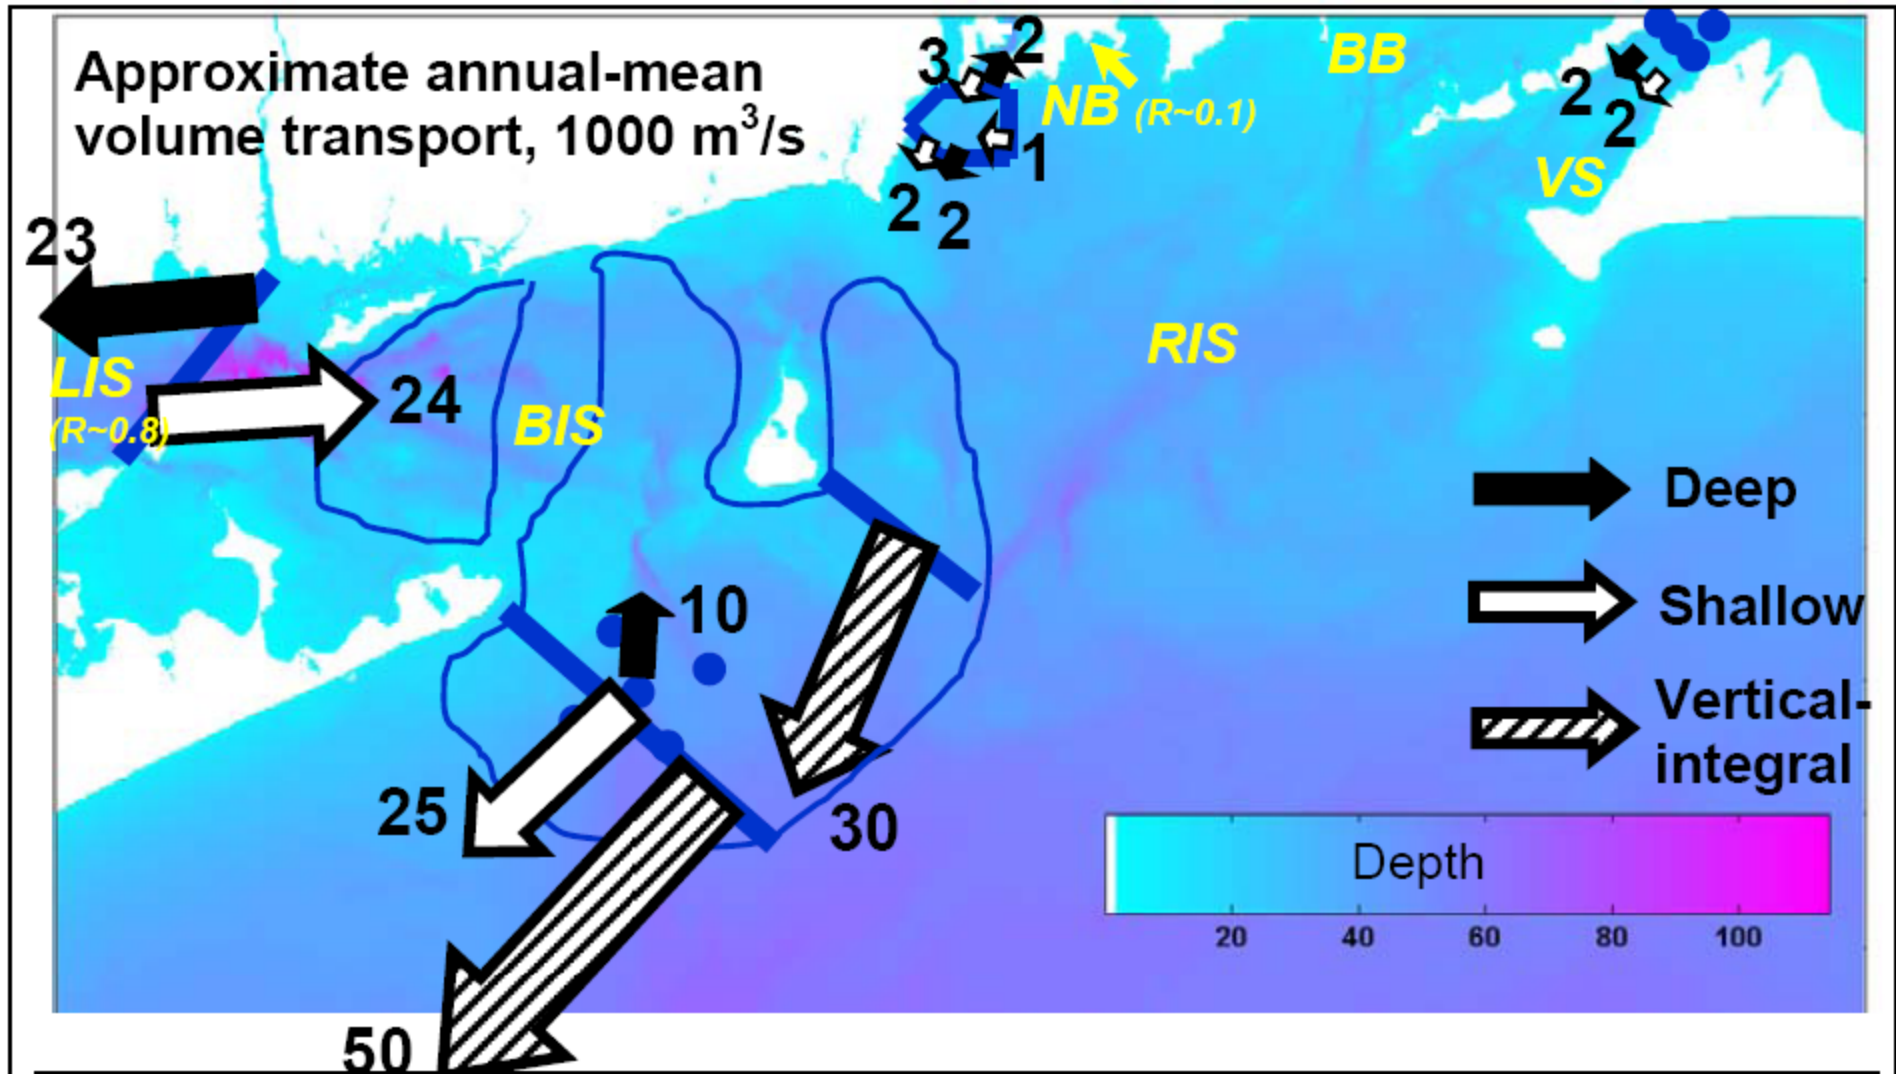 Approximate annual-mean
volume transport, 1000 m³/s
3
2
NB (R~0.1)
BB
2
2
VS
1
2
2
23
LIS
(R~0.8)
24
BIS
RIS
Deep
Shallow
Vertical-
integral
10
25
30
50
Depth
20 40 60 80 100